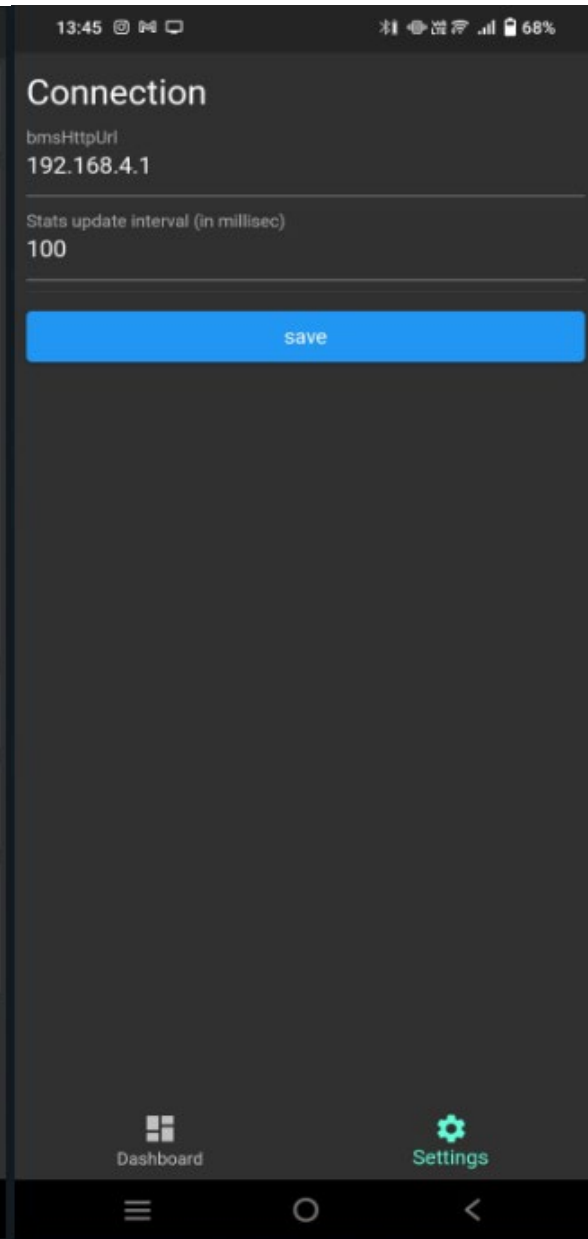 13:45 68%
Connection
bmsHttpUrl
192.168.4.1
Stats update interval (in millisec)
100
save
Dashboard Settings